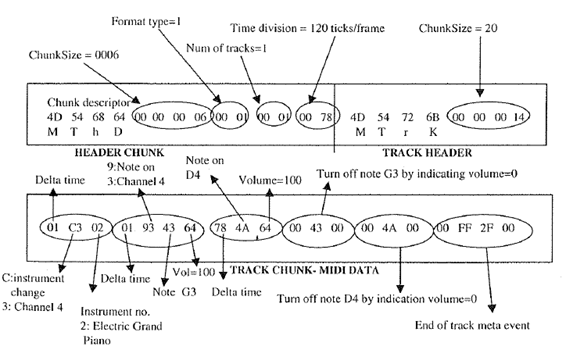 Format type=1
Time division = 120 ticks/frame
ChunkSize = 20
Num of tracks=1
ChunkSize = 0006
Chunk descriptor
4D 54 68 64 00 00 00 06 00 01 00 01 00 78 4D 54 72 6B 00 00 00 14
M T h D M T r K
HEADER CHUNK TRACK HEADER
9:Note on
3:Channel 4
Note on
D4
Delta time
Volume=100
Turn off note G3 by indicating volume=0
01 C3 02 01 93 43 64 78 4A 64 00 43 00 00 4A 00 00 FF 2F 00
Vol=100
TRACK CHUNK- MIDI DATA
C:instrument
change
3: Channel 4
Delta time
Note G3
Delta time
Instrument no.
2: Electric Grand
Piano
Turn off note D4 by indication volume=0
End of track meta event